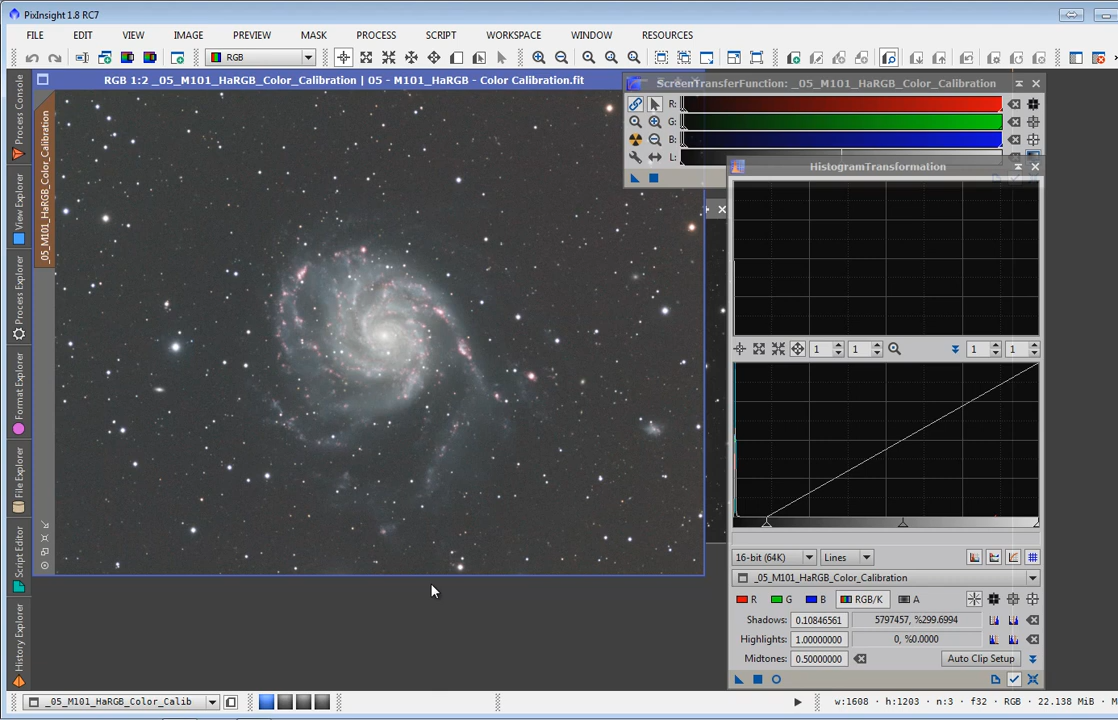 PixInsight 1.8 RC7
FILE EDIT VIEW IMAGE PREVIEW MASK PROCESS SCRIPT WORKSPACE WINDOW RESOURCES
RGB
RGB 1:2 _05_M101_HaRGB_Color_Calibration | 05 - M101_HaRGB - Color Calibration.fit
_05_M101_HaRGB_Color_Calibration
Process Console
View Explorer
Process Explorer
Format Explorer
File Explorer
Script Editor
History Explorer
ScreenTransferFunction: _05_M101_HaRGB_Color_Calibration
R:
G:
B:
L:
HistogramTransformation
1 1 1 1
16-bit (64K) Lines
_05_M101_HaRGB_Color_Calibration
R G B RGB/K A
Shadows: 0.10846561 5797457, %299.6994
Highlights: 1.00000000 0, %0.0000
Midtones: 0.50000000 Auto Clip Setup
_05_M101_HaRGB_Color_Calib
w:1608 · h:1203 · n:3 · f32 · RGB · 22.138 MiB · M